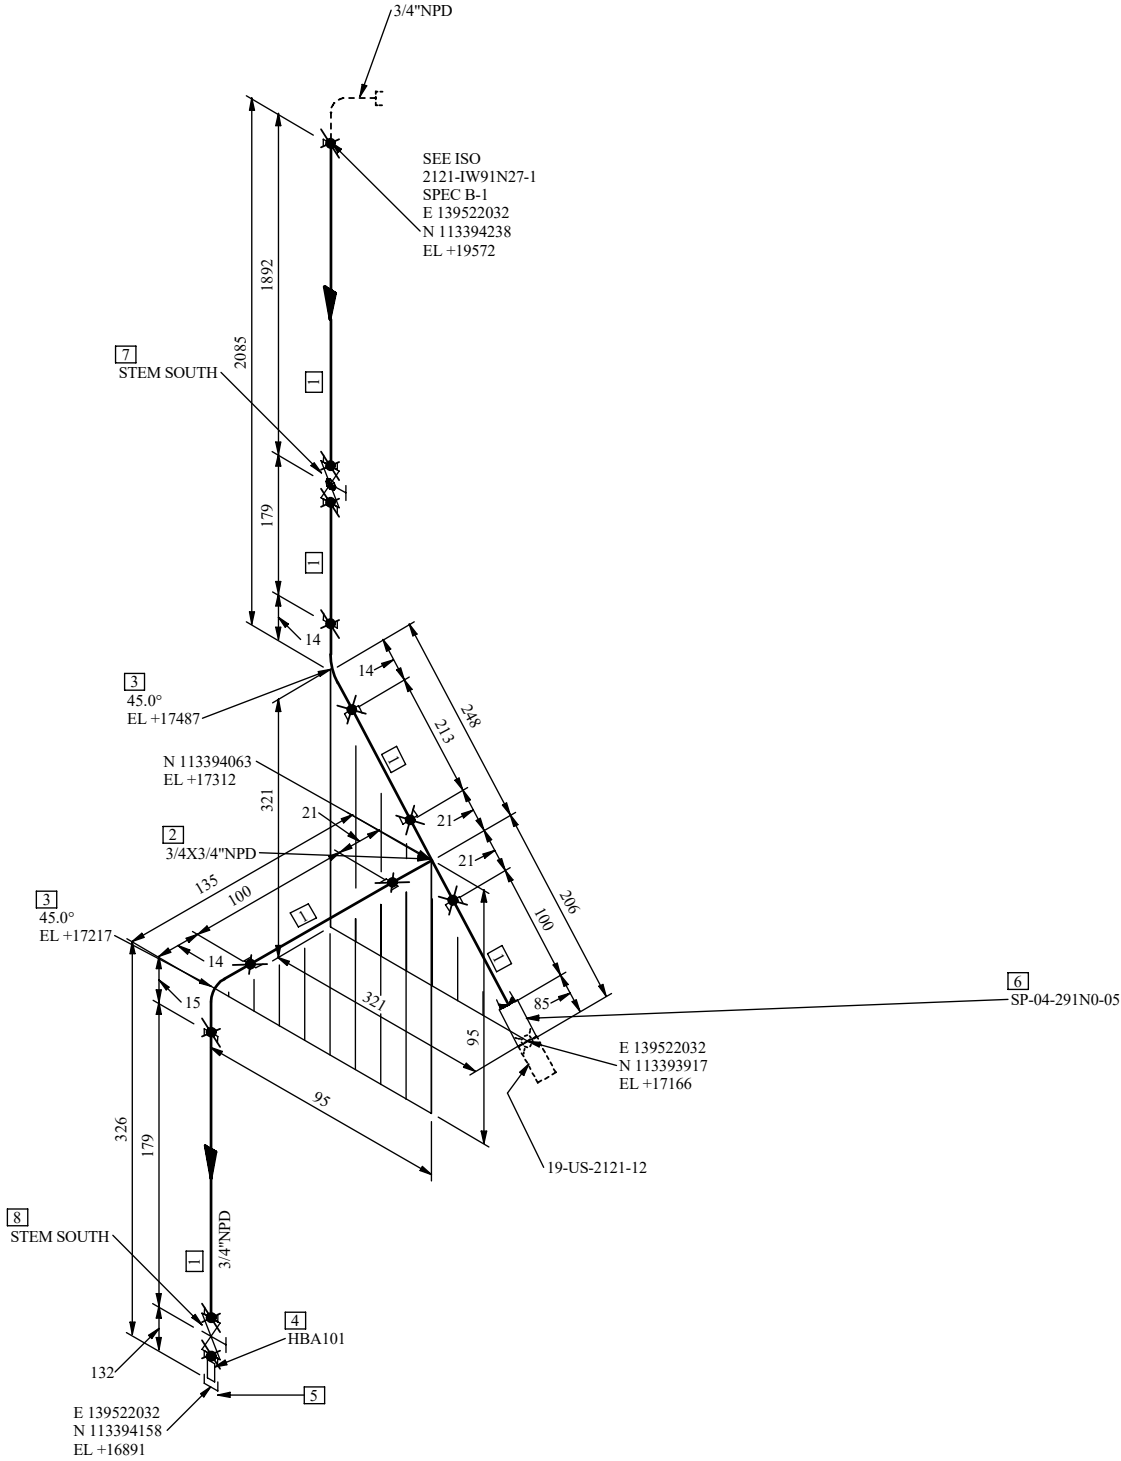 3/4"NPD
SEE ISO
2121-IW91N27-1
SPEC B-1
E 139522032
N 113394238
EL +19572
1892
2085
7
STEM SOUTH
1
179
1
14
3
45.0°
EL +17487
14
213
248
1
N 113394063
EL +17312
321
21
21
2
3/4X3/4"NPD
21
135
100
1
206
100
3
45.0°
EL +17217
14
15
1
321
95
85
6
SP-04-291N0-05
E 139522032
N 113393917
EL +17166
95
326
179
19-US-2121-12
8
STEM SOUTH
1
3/4"NPD
4
HBA101
132
5
E 139522032
N 113394158
EL +16891